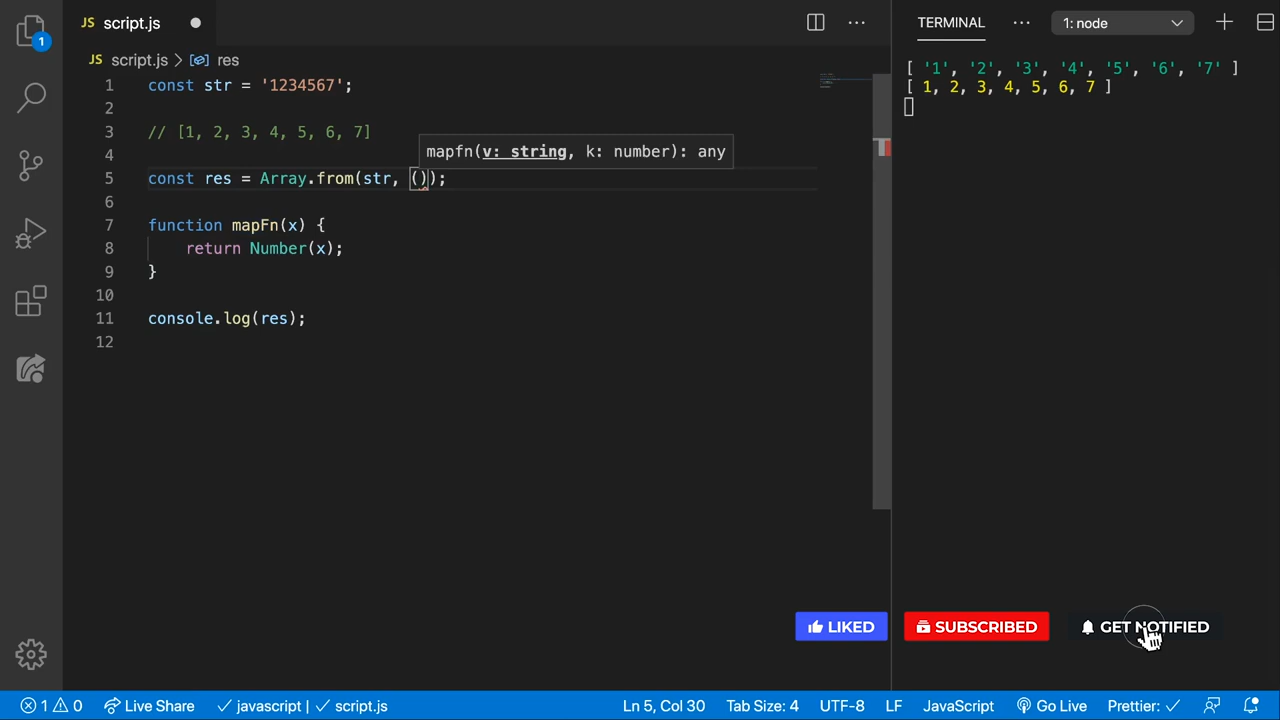 JS script.js
TERMINAL
1: node
1
JS script.js > res
1 const str = '1234567';
2
3 // [1, 2, 3, 4, 5, 6, 7]
4
mapfn(v: string, k: number): any
5 const res = Array.from(str, ());
6
7 function mapFn(x) {
8 return Number(x);
9 }
10
11 console.log(res);
12
[ '1', '2', '3', '4', '5', '6', '7' ]
[ 1, 2, 3, 4, 5, 6, 7 ]
LIKED
SUBSCRIBED
GET NOTIFIED
1 0 Live Share javascript | script.js Ln 5, Col 30 Tab Size: 4 UTF-8 LF JavaScript Go Live Prettier: